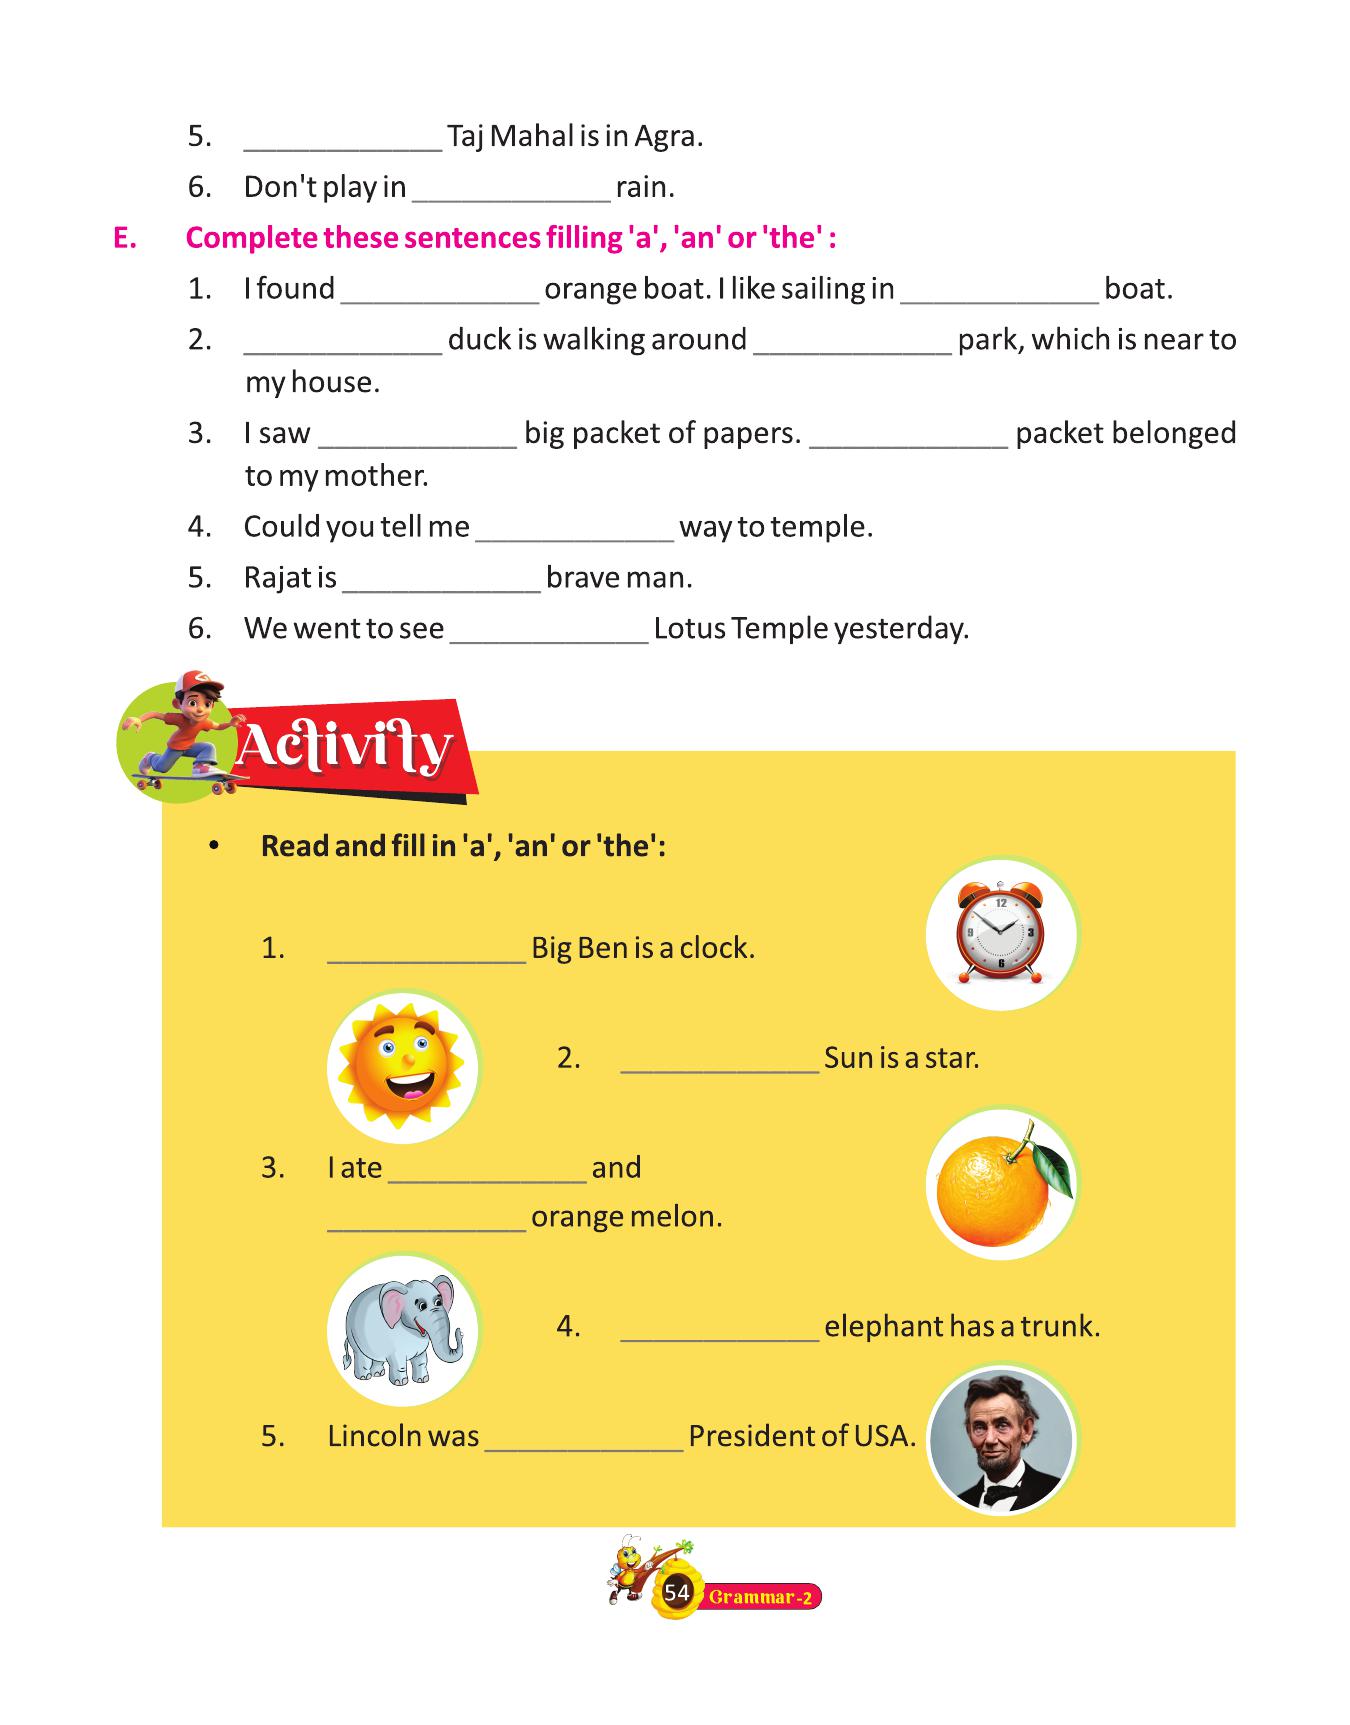 5. ____________ Taj Mahal is in Agra.
6. Don't play in ____________ rain.
E. Complete these sentences filling 'a', 'an' or 'the' :
1. I found ____________ orange boat. I like sailing in ____________ boat.
2. ____________ duck is walking around ____________ park, which is near to
my house.
3. I saw ____________ big packet of papers. ____________ packet belonged
to my mother.
4. Could you tell me ____________ way to temple.
5. Rajat is ____________ brave man.
6. We went to see ____________ Lotus Temple yesterday.
Activity
• Read and fill in 'a', 'an' or 'the':
12
9 3
6
1. ____________ Big Ben is a clock.
2. ____________ Sun is a star.
3. I ate ____________ and
____________ orange melon.
4. ____________ elephant has a trunk.
5. Lincoln was ____________ President of USA.
54 Grammar-2